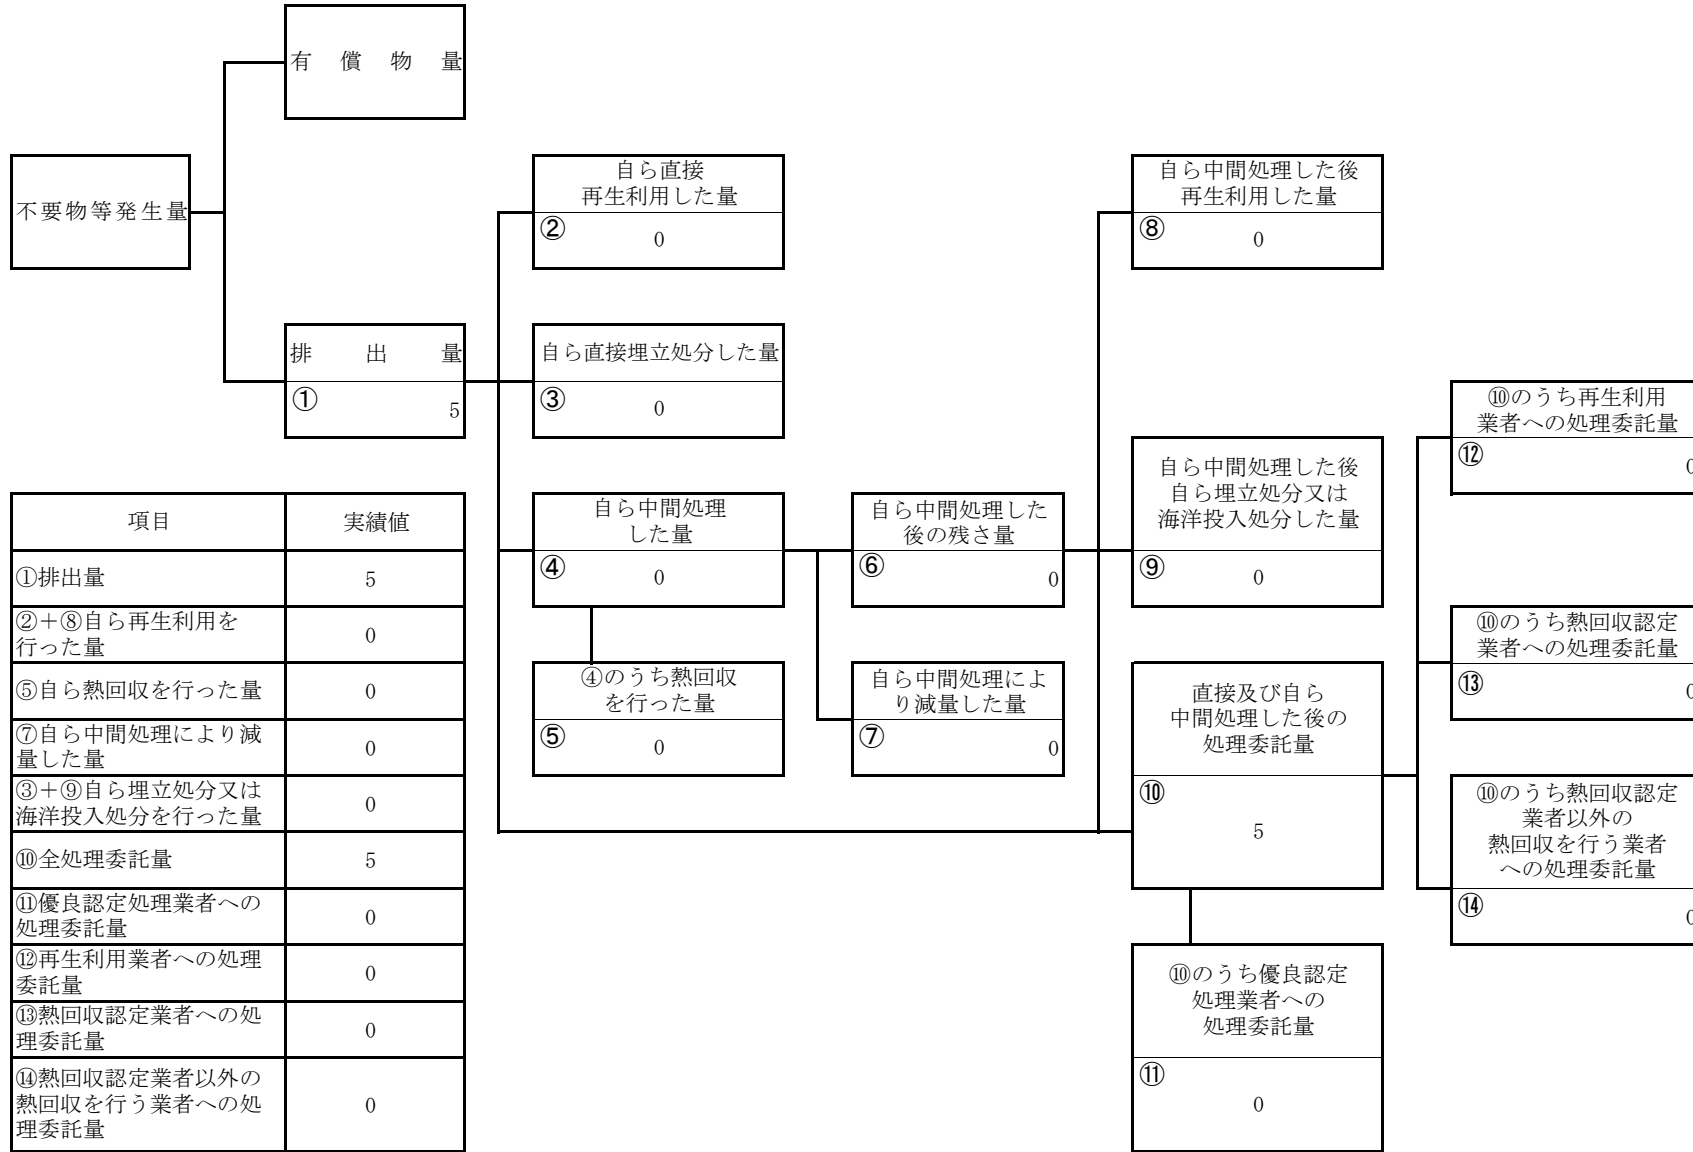 有償物量
不要物等発生量
排出量
①
5
自ら直接
再生利用した量
②
0
自ら直接埋立処分した量
③
0
自ら中間処理
した量
④
0
④のうち熱回収
を行った量
⑤
0
自ら中間処理した
後の残さ量
⑥
0
自ら中間処理によ
り減量した量
⑦
0
自ら中間処理した後
再生利用した量
⑧
0
自ら中間処理した後
自ら埋立処分又は
海洋投入処分した量
⑨
0
直接及び自ら
中間処理した後の
処理委託量
⑩
5
⑩のうち優良認定
処理業者への
処理委託量
⑪
0
⑩のうち再生利用
業者への処理委託量
⑫
0
⑩のうち熱回収認定
業者への処理委託量
⑬
0
⑩のうち熱回収認定
業者以外の
熱回収を行う業者
への処理委託量
⑭
0
項目 実績値
①排出量 5
②+⑧自ら再生利用を
行った量 0
⑤自ら熱回収を行った量 0
⑦自ら中間処理により減
量した量 0
③+⑨自ら埋立処分又は
海洋投入処分を行った量 0
⑩全処理委託量 5
⑪優良認定処理業者への
処理委託量 0
⑫再生利用業者への処理
委託量 0
⑬熱回収認定業者への処
理委託量 0
⑭熱回収認定業者以外の
熱回収を行う業者への処
理委託量 0